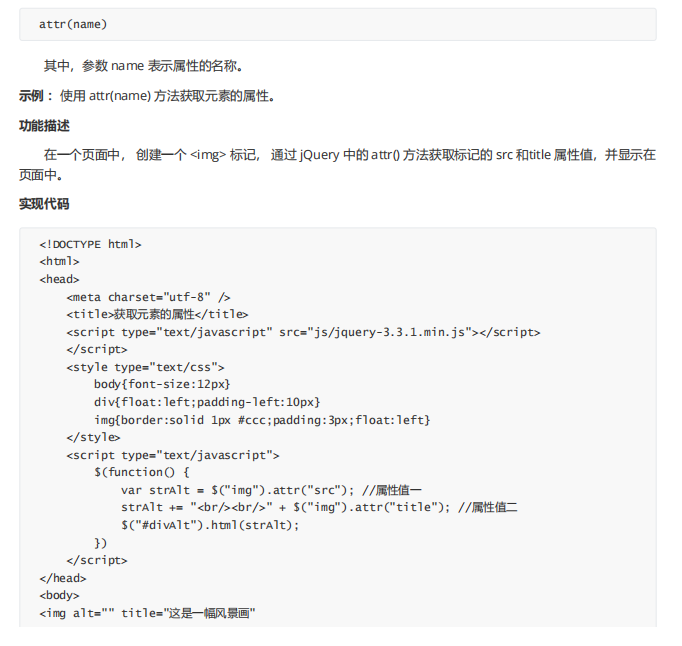 attr(name)
其中，参数 name 表示属性的名称。
示例： 使用 attr(name) 方法获取元素的属性。
功能描述
在一个页面中， 创建一个 <img> 标记， 通过 jQuery 中的 attr() 方法获取标记的 src 和title 属性值，并显示在
页面中。
实现代码
<!DOCTYPE html>
<html>
<head>
    <meta charset="utf-8" />
    <title>获取元素的属性</title>
    <script type="text/javascript" src="js/jquery-3.3.1.min.js"></script>
    </script>
    <style type="text/css">
        body{font-size:12px}
        div{float:left;padding-left:10px}
        img{border:solid 1px #ccc;padding:3px;float:left}
    </style>
    <script type="text/javascript">
        $(function() {
            var strAlt = $("img").attr("src"); //属性值一
            strAlt += "<br/><br/>" + $("img").attr("title"); //属性值二
            $("#divAlt").html(strAlt);
        })
    </script>
</head>
<body>
<img alt="" title="这是一幅风景画"